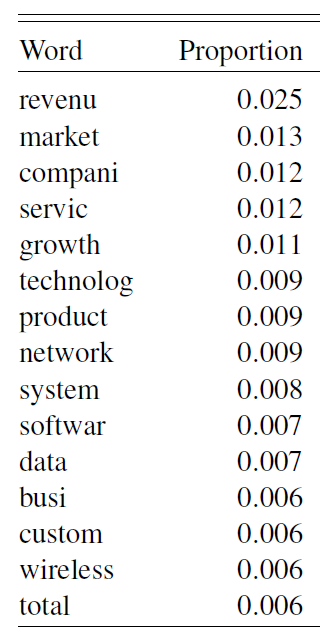 Word Proportion
revenu 0.025
market 0.013
compani 0.012
servic 0.012
growth 0.011
technolog 0.009
product 0.009
network 0.009
system 0.008
softwar 0.007
data 0.007
busi 0.006
custom 0.006
wireless 0.006
total 0.006